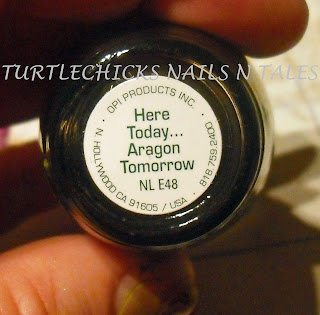 TURTLECHICKS NAILS N TALES
• OPI PRODUCTS INC. •
Here
Today...
Aragon
Tomorrow
NL E48
N. HOLLYWOOD CA 91605 / USA • 818 759 2400